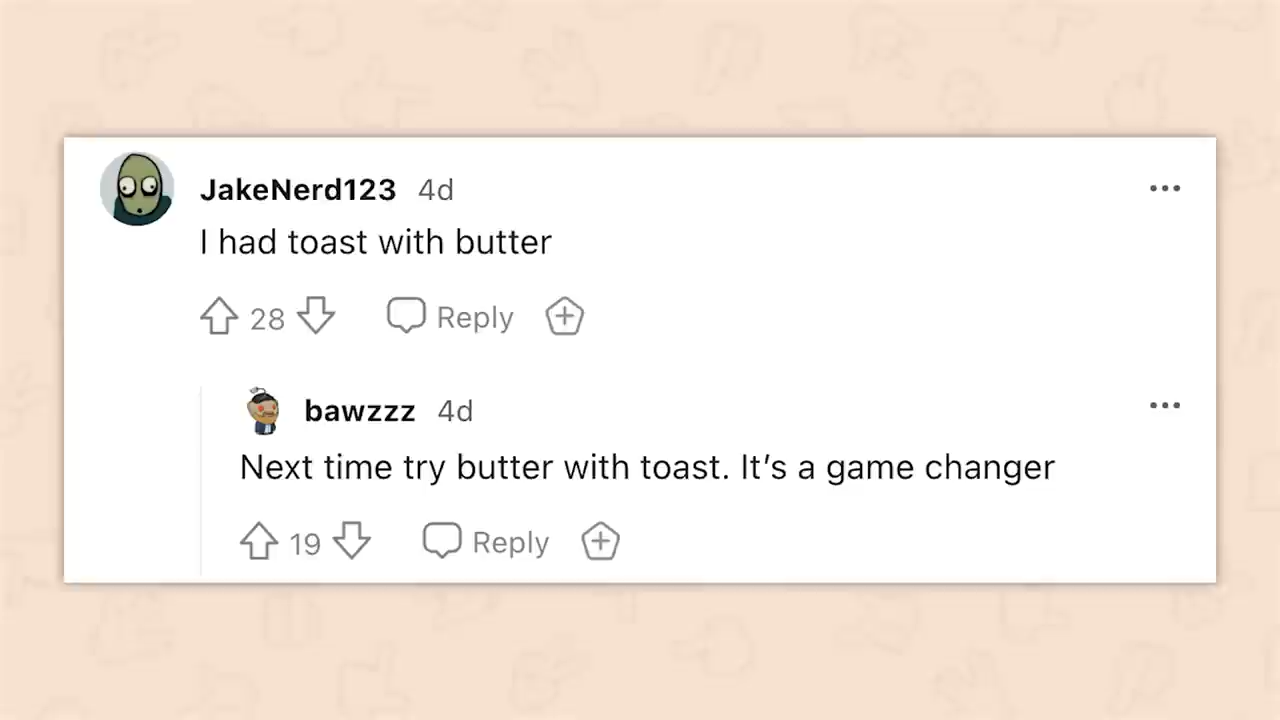 JakeNerd123 4d
I had toast with butter
28 Reply
bawzzz 4d
Next time try butter with toast. It’s a game changer
19 Reply